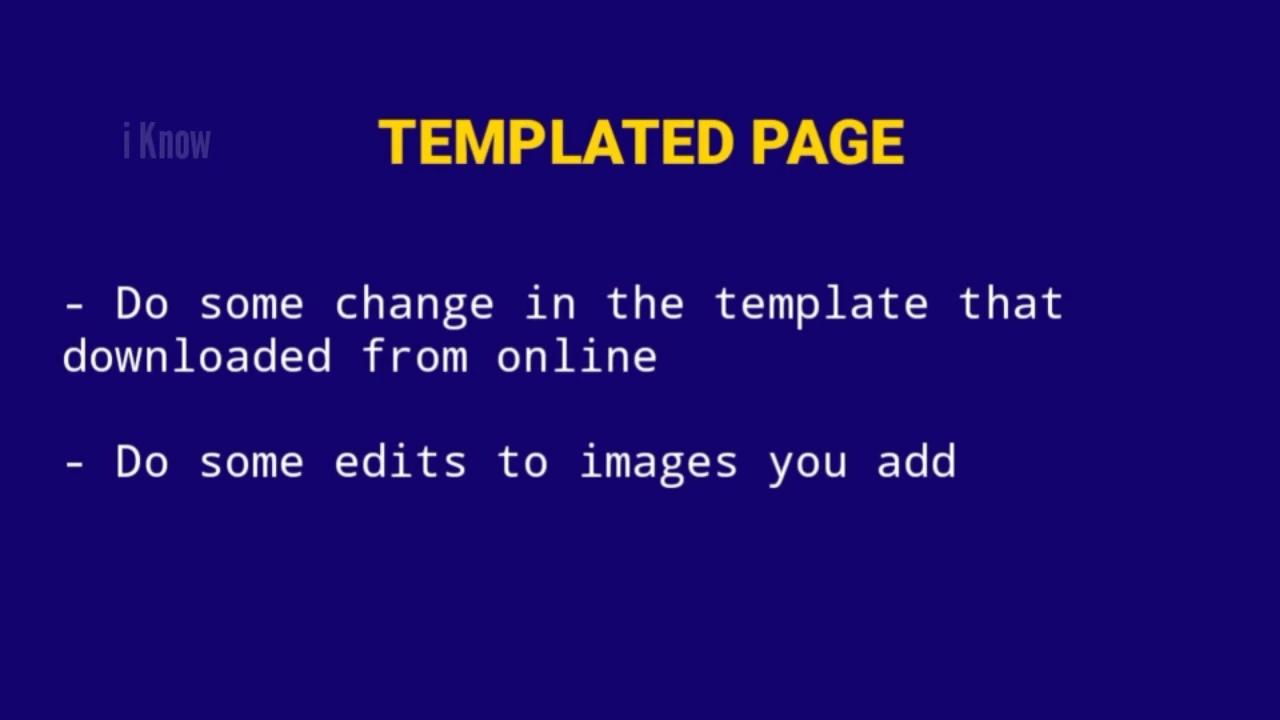 i Know
TEMPLATED PAGE
- Do some change in the template that
downloaded from online
- Do some edits to images you add